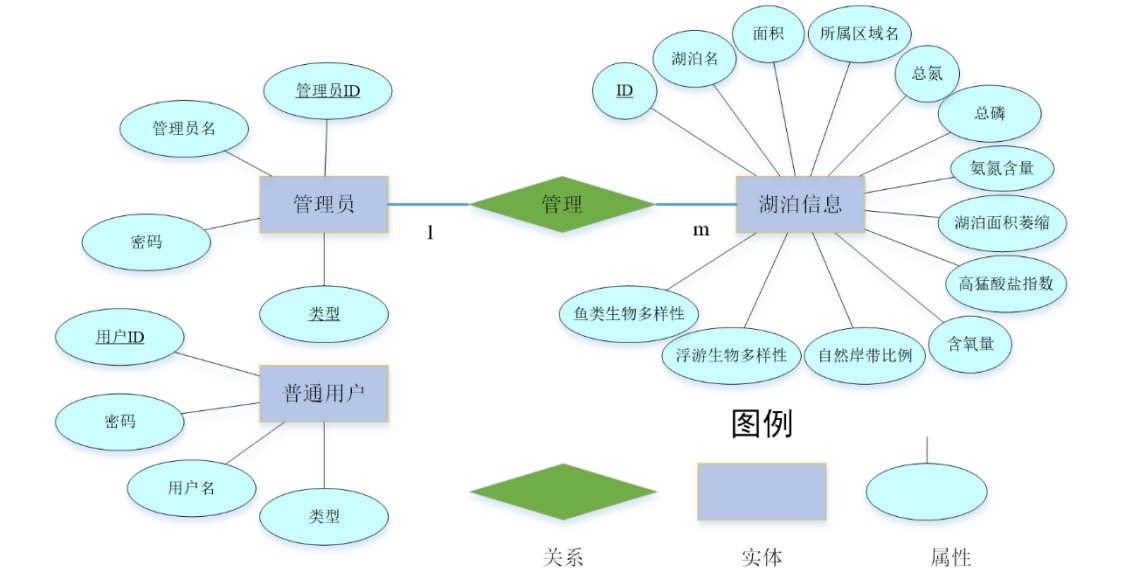 面积
所属区域名
湖泊名
总氮
管理员ID
ID
总磷
管理员名
氨氮含量
管理员
管理
湖泊信息
1
m
湖泊面积萎缩
密码
高锰酸盐指数
类型
鱼类生物多样性
用户ID
含氧量
浮游生物多样性
自然岸带比例
普通用户
密码
图例
用户名
类型
关系
实体
属性